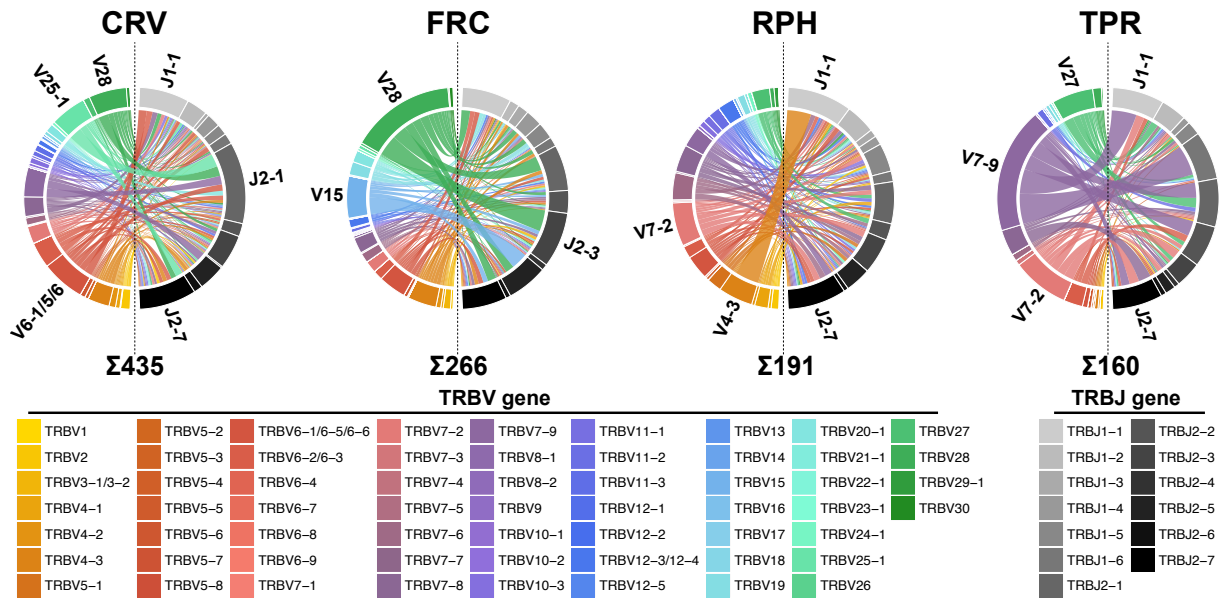 CRV FRC RPH TPR
V25-1 V28 J1-1 J2-1 V6-1/5/6 J2-7
V28 V15 J2-3
J1-1 V7-2 V4-3 J2-7
V27 J1-1 V7-9 V7-2 J2-7
Σ435 Σ266 Σ191 Σ160
TRBV gene TRBJ gene
TRBV1 TRBV5-2 TRBV6-1/6-5/6-6 TRBV7-2 TRBV7-9 TRBV11-1 TRBV13 TRBV20-1 TRBV27 TRBJ1-1 TRBJ2-2
TRBV2 TRBV5-3 TRBV6-2/6-3 TRBV7-3 TRBV8-1 TRBV11-2 TRBV14 TRBV21-1 TRBV28 TRBJ1-2 TRBJ2-3
TRBV3-1/3-2 TRBV5-4 TRBV6-4 TRBV7-4 TRBV8-2 TRBV11-3 TRBV15 TRBV22-1 TRBV29-1 TRBJ1-3 TRBJ2-4
TRBV4-1 TRBV5-5 TRBV6-7 TRBV7-5 TRBV9 TRBV12-1 TRBV16 TRBV23-1 TRBV30 TRBJ1-4 TRBJ2-5
TRBV4-2 TRBV5-6 TRBV6-8 TRBV7-6 TRBV10-1 TRBV12-2 TRBV17 TRBV24-1 TRBJ1-5 TRBJ2-6
TRBV4-3 TRBV5-7 TRBV6-9 TRBV7-7 TRBV10-2 TRBV12-3/12-4 TRBV18 TRBV25-1 TRBJ1-6 TRBJ2-7
TRBV5-1 TRBV5-8 TRBV7-1 TRBV7-8 TRBV10-3 TRBV12-5 TRBV19 TRBV26 TRBJ2-1